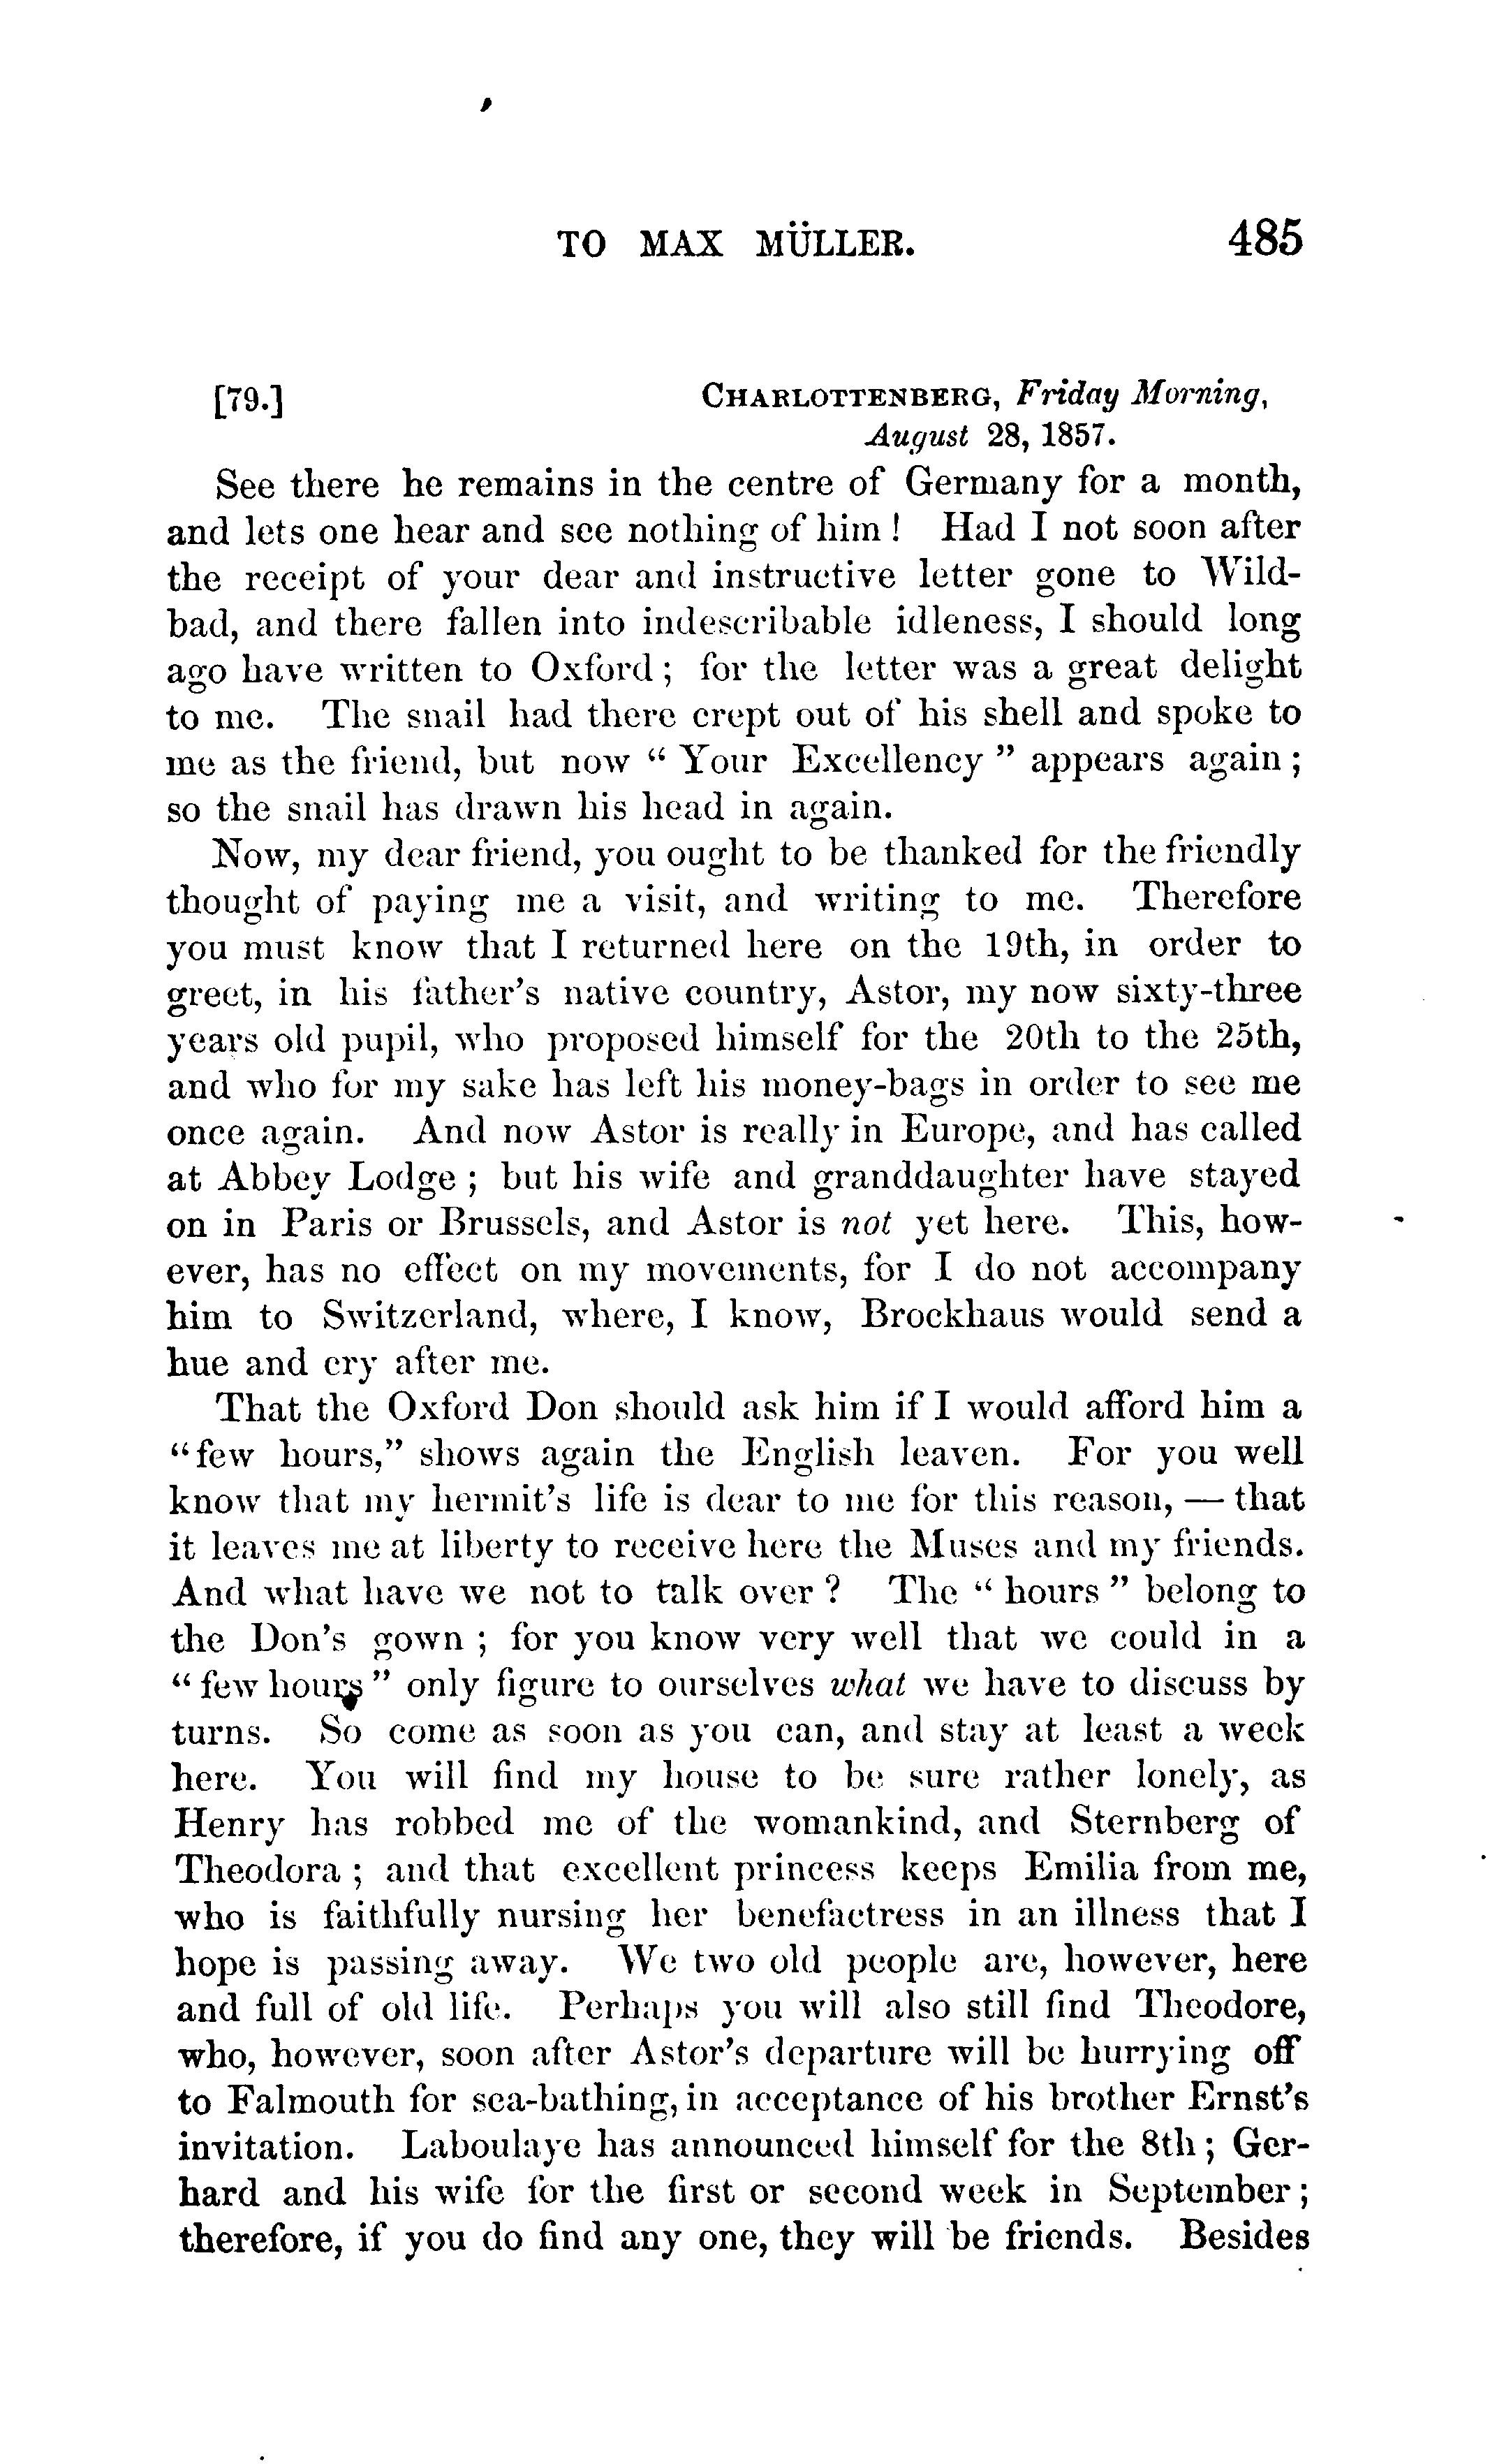 TO MAX MÜLLER. 485
[79.] CHARLOTTENBERG, Friday Morning,
August 28, 1857.
See there he remains in the centre of Germany for a month,
and lets one hear and see nothing of him ! Had I not soon after
the receipt of your dear and instructive letter gone to Wild-
bad, and there fallen into indescribable idleness, I should long
ago have written to Oxford ; for the letter was a great delight
to me. The snail had there crept out of his shell and spoke to
me as the friend, but now “ Your Excellency ” appears again ;
so the snail has drawn his head in again.
Now, my dear friend, you ought to be thanked for the friendly
thought of paying me a visit, and writing to me. Therefore
you must know that I returned here on the 19th, in order to
greet, in his father's native country, Astor, my now sixty-three
years old pupil, who proposed himself for the 20th to the 25th,
and who for my sake has left his money-bags in order to see me
once again. And now Astor is really in Europe, and has called
at Abbey Lodge ; but his wife and granddaughter have stayed
on in Paris or Brussels, and Astor is not yet here. This, how-
ever, has no effect on my movements, for I do not accompany
him to Switzerland, where, I know, Brockhaus would send a
hue and cry after me.
That the Oxford Don should ask him if I would afford him a
“few hours,” shows again the English leaven. For you well
know that my hermit's life is dear to me for this reason, — that
it leaves me at liberty to receive here the Muses and my friends.
And what have we not to talk over ? The “ hours ” belong to
the Don's gown ; for you know very well that we could in a
“ few hours ” only figure to ourselves what we have to discuss by
turns. So come as soon as you can, and stay at least a week
here. You will find my house to be sure rather lonely, as
Henry has robbed me of the womankind, and Sternberg of
Theodora ; and that excellent princess keeps Emilia from me,
who is faithfully nursing her benefactress in an illness that I
hope is passing away. We two old people are, however, here
and full of old life. Perhaps you will also still find Theodore,
who, however, soon after Astor's departure will be hurrying off
to Falmouth for sea-bathing, in acceptance of his brother Ernst's
invitation. Laboulaye has announced himself for the 8th ; Ger-
hard and his wife for the first or second week in September ;
therefore, if you do find any one, they will be friends. Besides